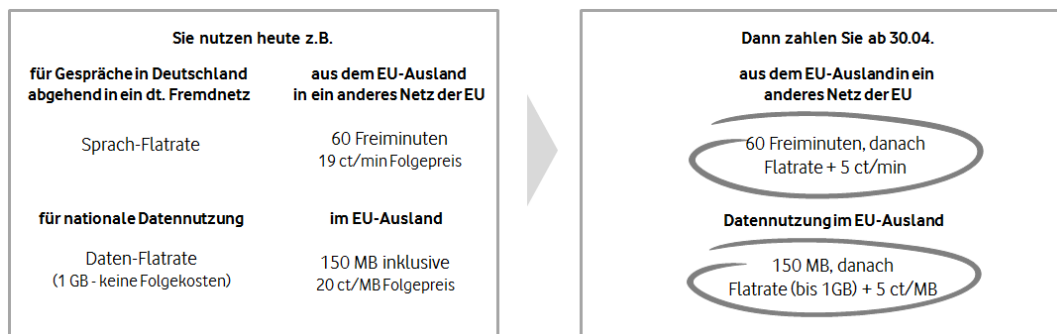 Sie nutzen heute z.B.
für Gespräche in Deutschland
abgehend in ein dt. Fremdnetz
aus dem EU-Ausland
in ein anderes Netz der EU
Sprach-Flatrate
60 Freiminuten
19 ct/min Folgepreis
für nationale Datennutzung
im EU-Ausland
Daten-Flatrate
(1 GB - keine Folgekosten)
150 MB inklusive
20 ct/MB Folgepreis
Dann zahlen Sie ab 30.04.
aus dem EU-Ausland in ein
anderes Netz der EU
60 Freiminuten, danach
Flatrate + 5 ct/min
Datennutzung im EU-Ausland
150 MB, danach
Flatrate (bis 1GB) + 5 ct/MB